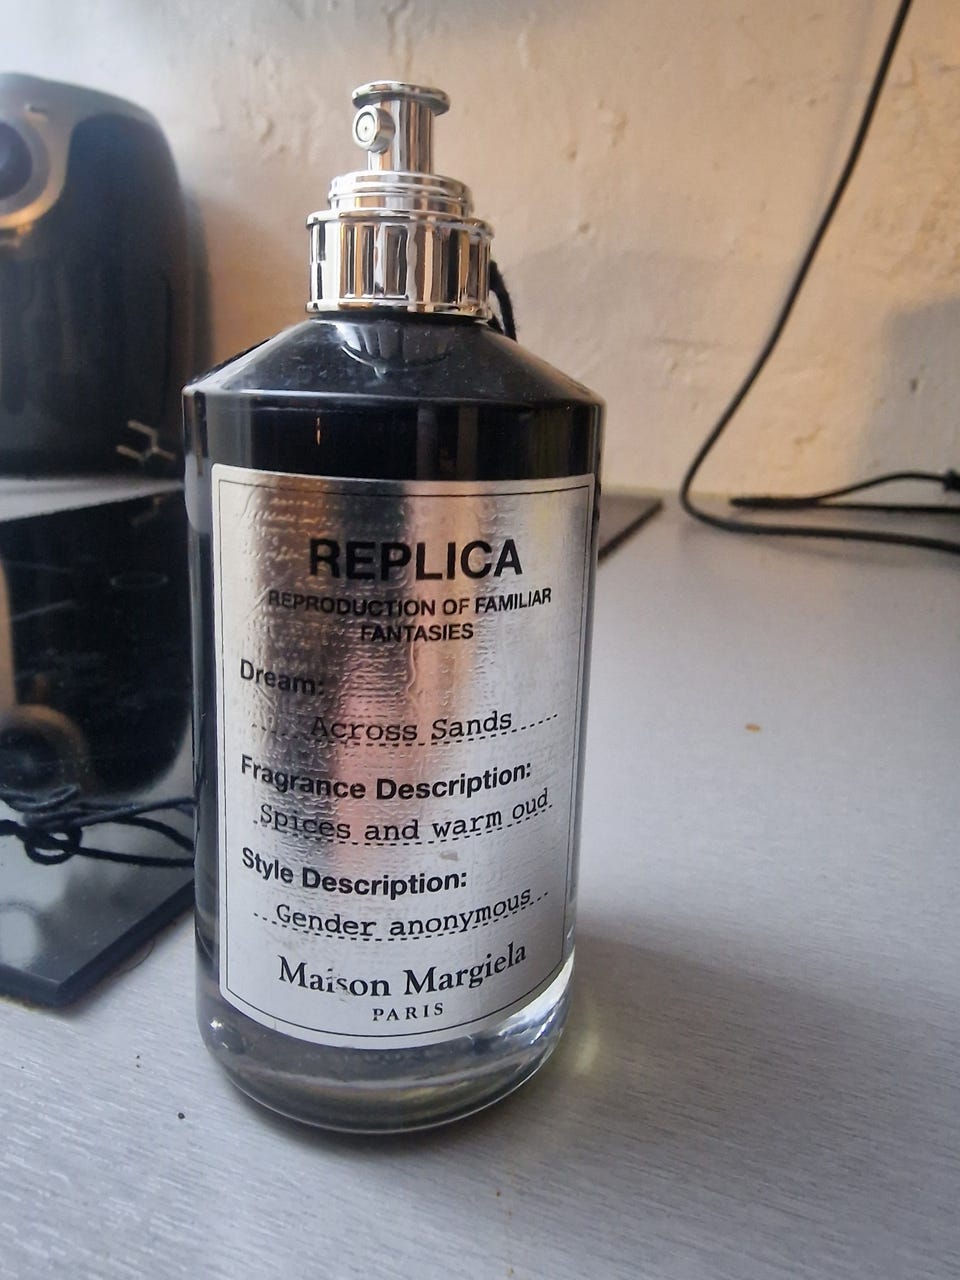 REPLICA
REPRODUCTION OF FAMILIAR
FANTASIES
Dream:
Across Sands
Fragrance Description:
Spices and warm oud
Style Description:
Gender anonymous
Maison Margiela
PARIS